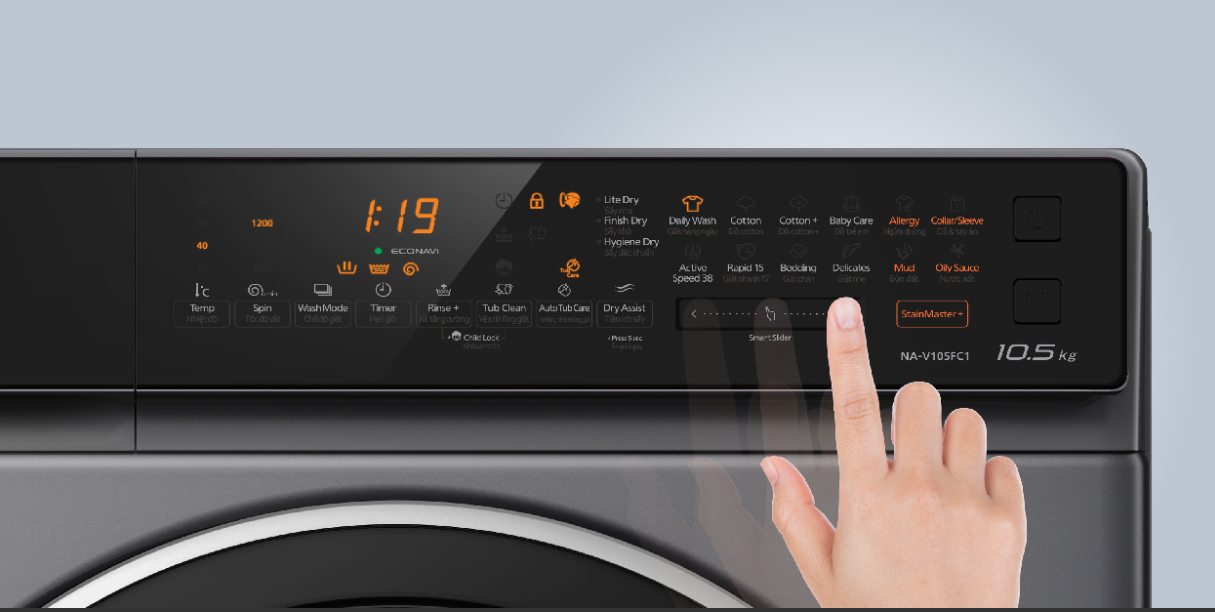 1:19
ECONAVI
1200
40
Temp
Nhiệt độ
Spin
Tốc độ vắt
Wash Mode
Chế độ giặt
Timer
Hẹn giờ
Rinse +
Xả tăng cường
Tub Clean
Vệ sinh lồng giặt
Auto Tub Care
Dry Assist
Tiện ích sấy
Child Lock
Press 3 sec
Lite Dry
Sấy nhẹ
Finish Dry
Sấy khô
Hygiene Dry
Sấy diệt khuẩn
Tub Care
Daily Wash
Giặt hàng ngày
Cotton
Đồ cotton
Cotton +
Đồ cotton +
Baby Care
Đồ trẻ em
Allergy
Ngừa dị ứng
Collar/Sleeve
Cổ & tay áo
Active Speed 38
Rapid 15
Giặt nhanh 15'
Bedding
Giặt chăn
Delicates
Giặt nhẹ
Mud
Bùn đất
Oily Sauce
Nước sốt
Smart Slider
StainMaster+
NA-V105FC1
10.5 kg